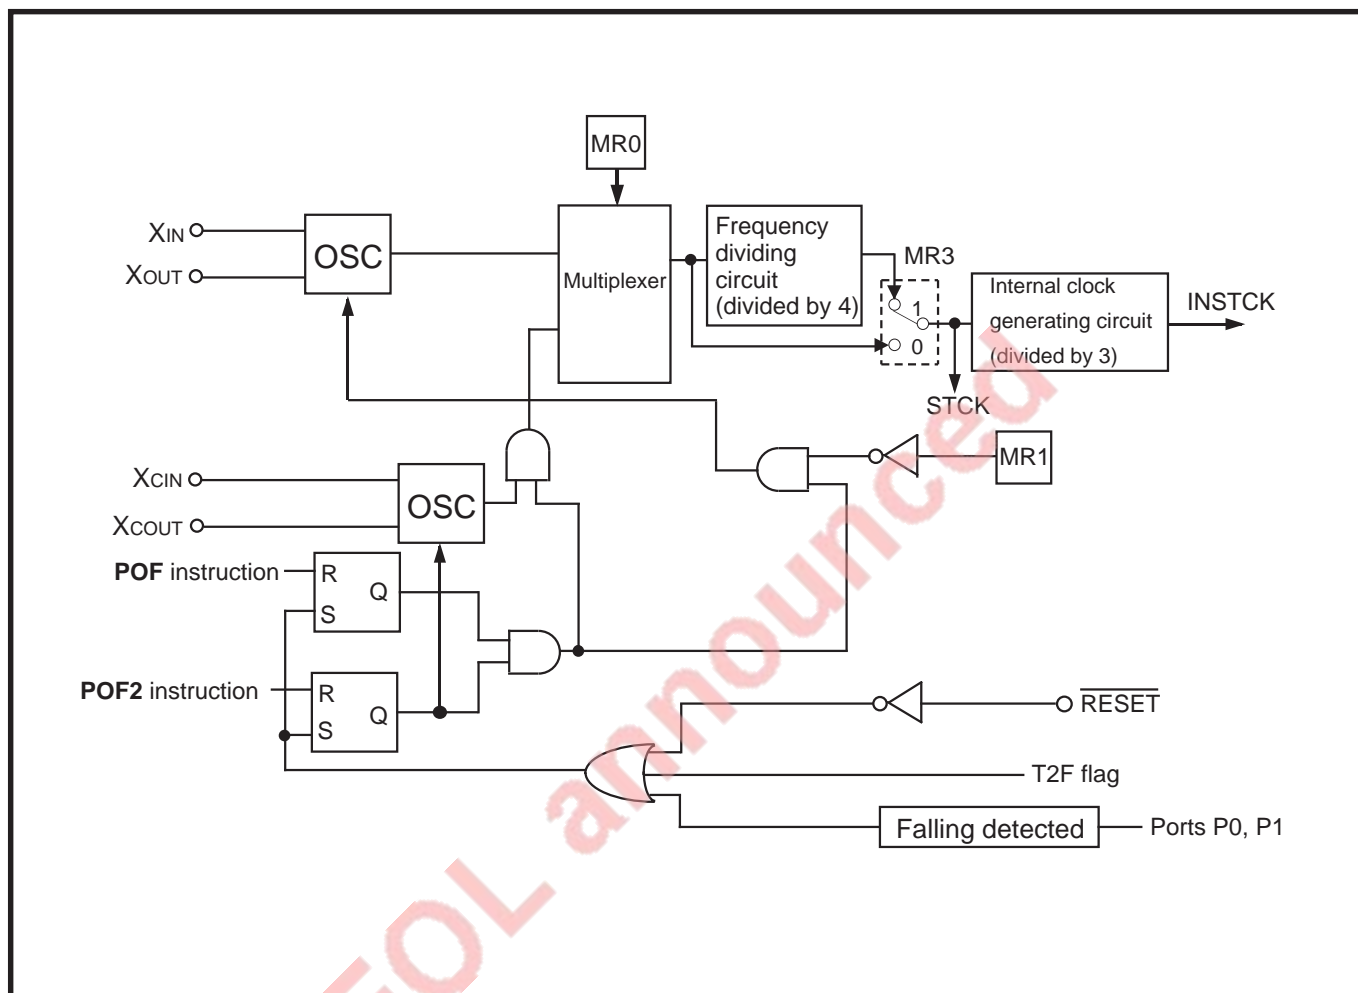 MR0
XIN
XOUT
OSC
Multiplexer
Frequency
dividing
circuit
(divided by 4)
MR3
1
0
Internal clock
generating circuit
(divided by 3)
INSTCK
STCK
MR1
XCIN
XCOUT
OSC
POF instruction
R
S
Q
POF2 instruction
R
S
Q
RESET
T2F flag
Falling detected
Ports P0, P1
EOL announced